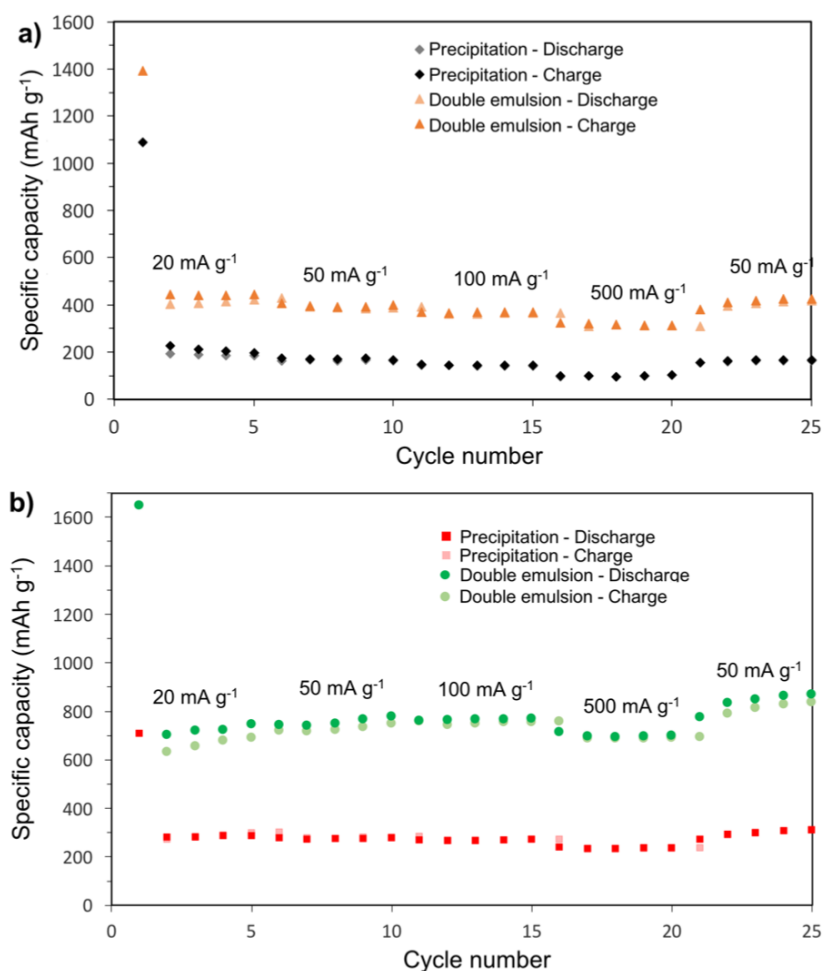 a)
Specific capacity (mAh g⁻¹)
1600
1400
1200
1000
800
600
400
200
0
Precipitation - Discharge
Precipitation - Charge
Double emulsion - Discharge
Double emulsion - Charge
20 mA g⁻¹
50 mA g⁻¹
100 mA g⁻¹
500 mA g⁻¹
50 mA g⁻¹
0 5 10 15 20 25
Cycle number
b)
Specific capacity (mAh g⁻¹)
1600
1400
1200
1000
800
600
400
200
0
Precipitation - Discharge
Precipitation - Charge
Double emulsion - Discharge
Double emulsion - Charge
20 mA g⁻¹
50 mA g⁻¹
100 mA g⁻¹
500 mA g⁻¹
50 mA g⁻¹
0 5 10 15 20 25
Cycle number